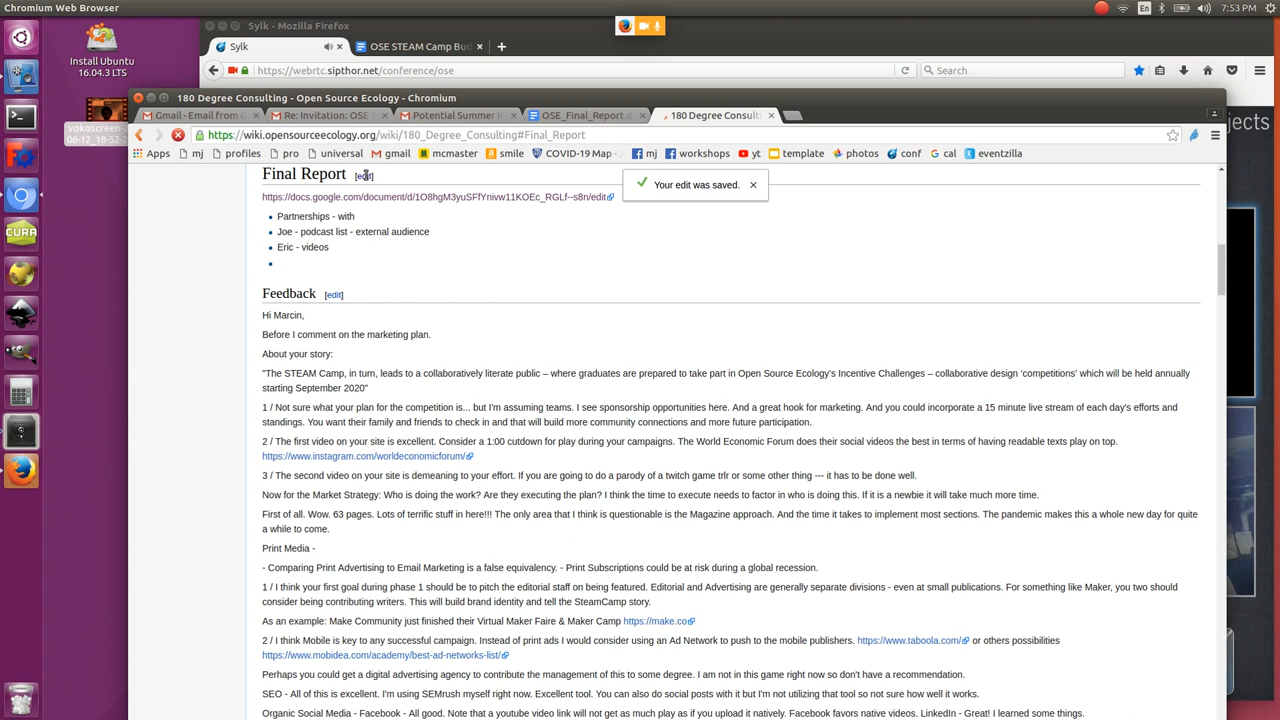 Chromium Web Browser
En
7:53 PM
Install Ubuntu
16.04.3 LTS
Sylk - Mozilla Firefox
Sylk
OSE STEAM Camp Bud
https://webrtc.sipthor.net/conference/ose
Search
180 Degree Consulting - Open Source Ecology - Chromium
Gmail - Email from G
Re: Invitation: OSE
Potential Summer In
OSE_Final_Report.d
180 Degree Consulti
https://wiki.opensourceecology.org/wiki/180_Degree_Consulting#Final_Report
Apps
mj
profiles
pro
universal
gmail
mcmaster
smile
COVID-19 Map -
mj
workshops
yt
template
photos
conf
cal
eventzilla
Final Report [edit]
Your edit was saved.
https://docs.google.com/document/d/1O8hgM3yuSFfYnivw11KOEc_RGLf--s8n/edit
Partnerships - with
Joe - podcast list - external audience
Eric - videos
Feedback [edit]
Hi Marcin,
Before I comment on the marketing plan.
About your story:
"The STEAM Camp, in turn, leads to a collaboratively literate public – where graduates are prepared to take part in Open Source Ecology's Incentive Challenges – collaborative design 'competitions' which will be held annually
starting September 2020"
1 / Not sure what your plan for the competition is... but I'm assuming teams. I see sponsorship opportunities here. And a great hook for marketing. And you could incorporate a 15 minute live stream of each day's efforts and
standings. You want their family and friends to check in and that will build more community connections and more future participation.
2 / The first video on your site is excellent. Consider a 1:00 cutdown for play during your campaigns. The World Economic Forum does their social videos the best in terms of having readable texts play on top.
https://www.instagram.com/worldeconomicforum/
3 / The second video on your site is demeaning to your effort. If you are going to do a parody of a twitch game trlr or some other thing --- it has to be done well.
Now for the Market Strategy: Who is doing the work? Are they executing the plan? I think the time to execute needs to factor in who is doing this. If it is a newbie it will take much more time.
First of all. Wow. 63 pages. Lots of terrific stuff in here!!! The only area that I think is questionable is the Magazine approach. And the time it takes to implement most sections. The pandemic makes this a whole new day for quite
a while to come.
Print Media -
- Comparing Print Advertising to Email Marketing is a false equivalency. - Print Subscriptions could be at risk during a global recession.
1 / I think your first goal during phase 1 should be to pitch the editorial staff on being featured. Editorial and Advertising are generally separate divisions - even at small publications. For something like Maker, you two should
consider being contributing writers. This will build brand identity and tell the SteamCamp story.
As an example: Make Community just finished their Virtual Maker Faire & Maker Camp https://make.co
2 / I think Mobile is key to any successful campaign. Instead of print ads I would consider using an Ad Network to push to the mobile publishers. https://www.taboola.com/ or others possibilities
https://www.mobidea.com/academy/best-ad-networks-list/
Perhaps you could get a digital advertising agency to contribute the management of this to some degree. I am not in this game right now so don't have a recommendation.
SEO - All of this is excellent. I'm using SEMrush myself right now. Excellent tool. You can also do social posts with it but I'm not utilizing that tool so not sure how well it works.
Organic Social Media - Facebook - All good. Note that a youtube video link will not get as much play as if you upload it natively. Facebook favors native videos. LinkedIn - Great! I learned some things.
CURA